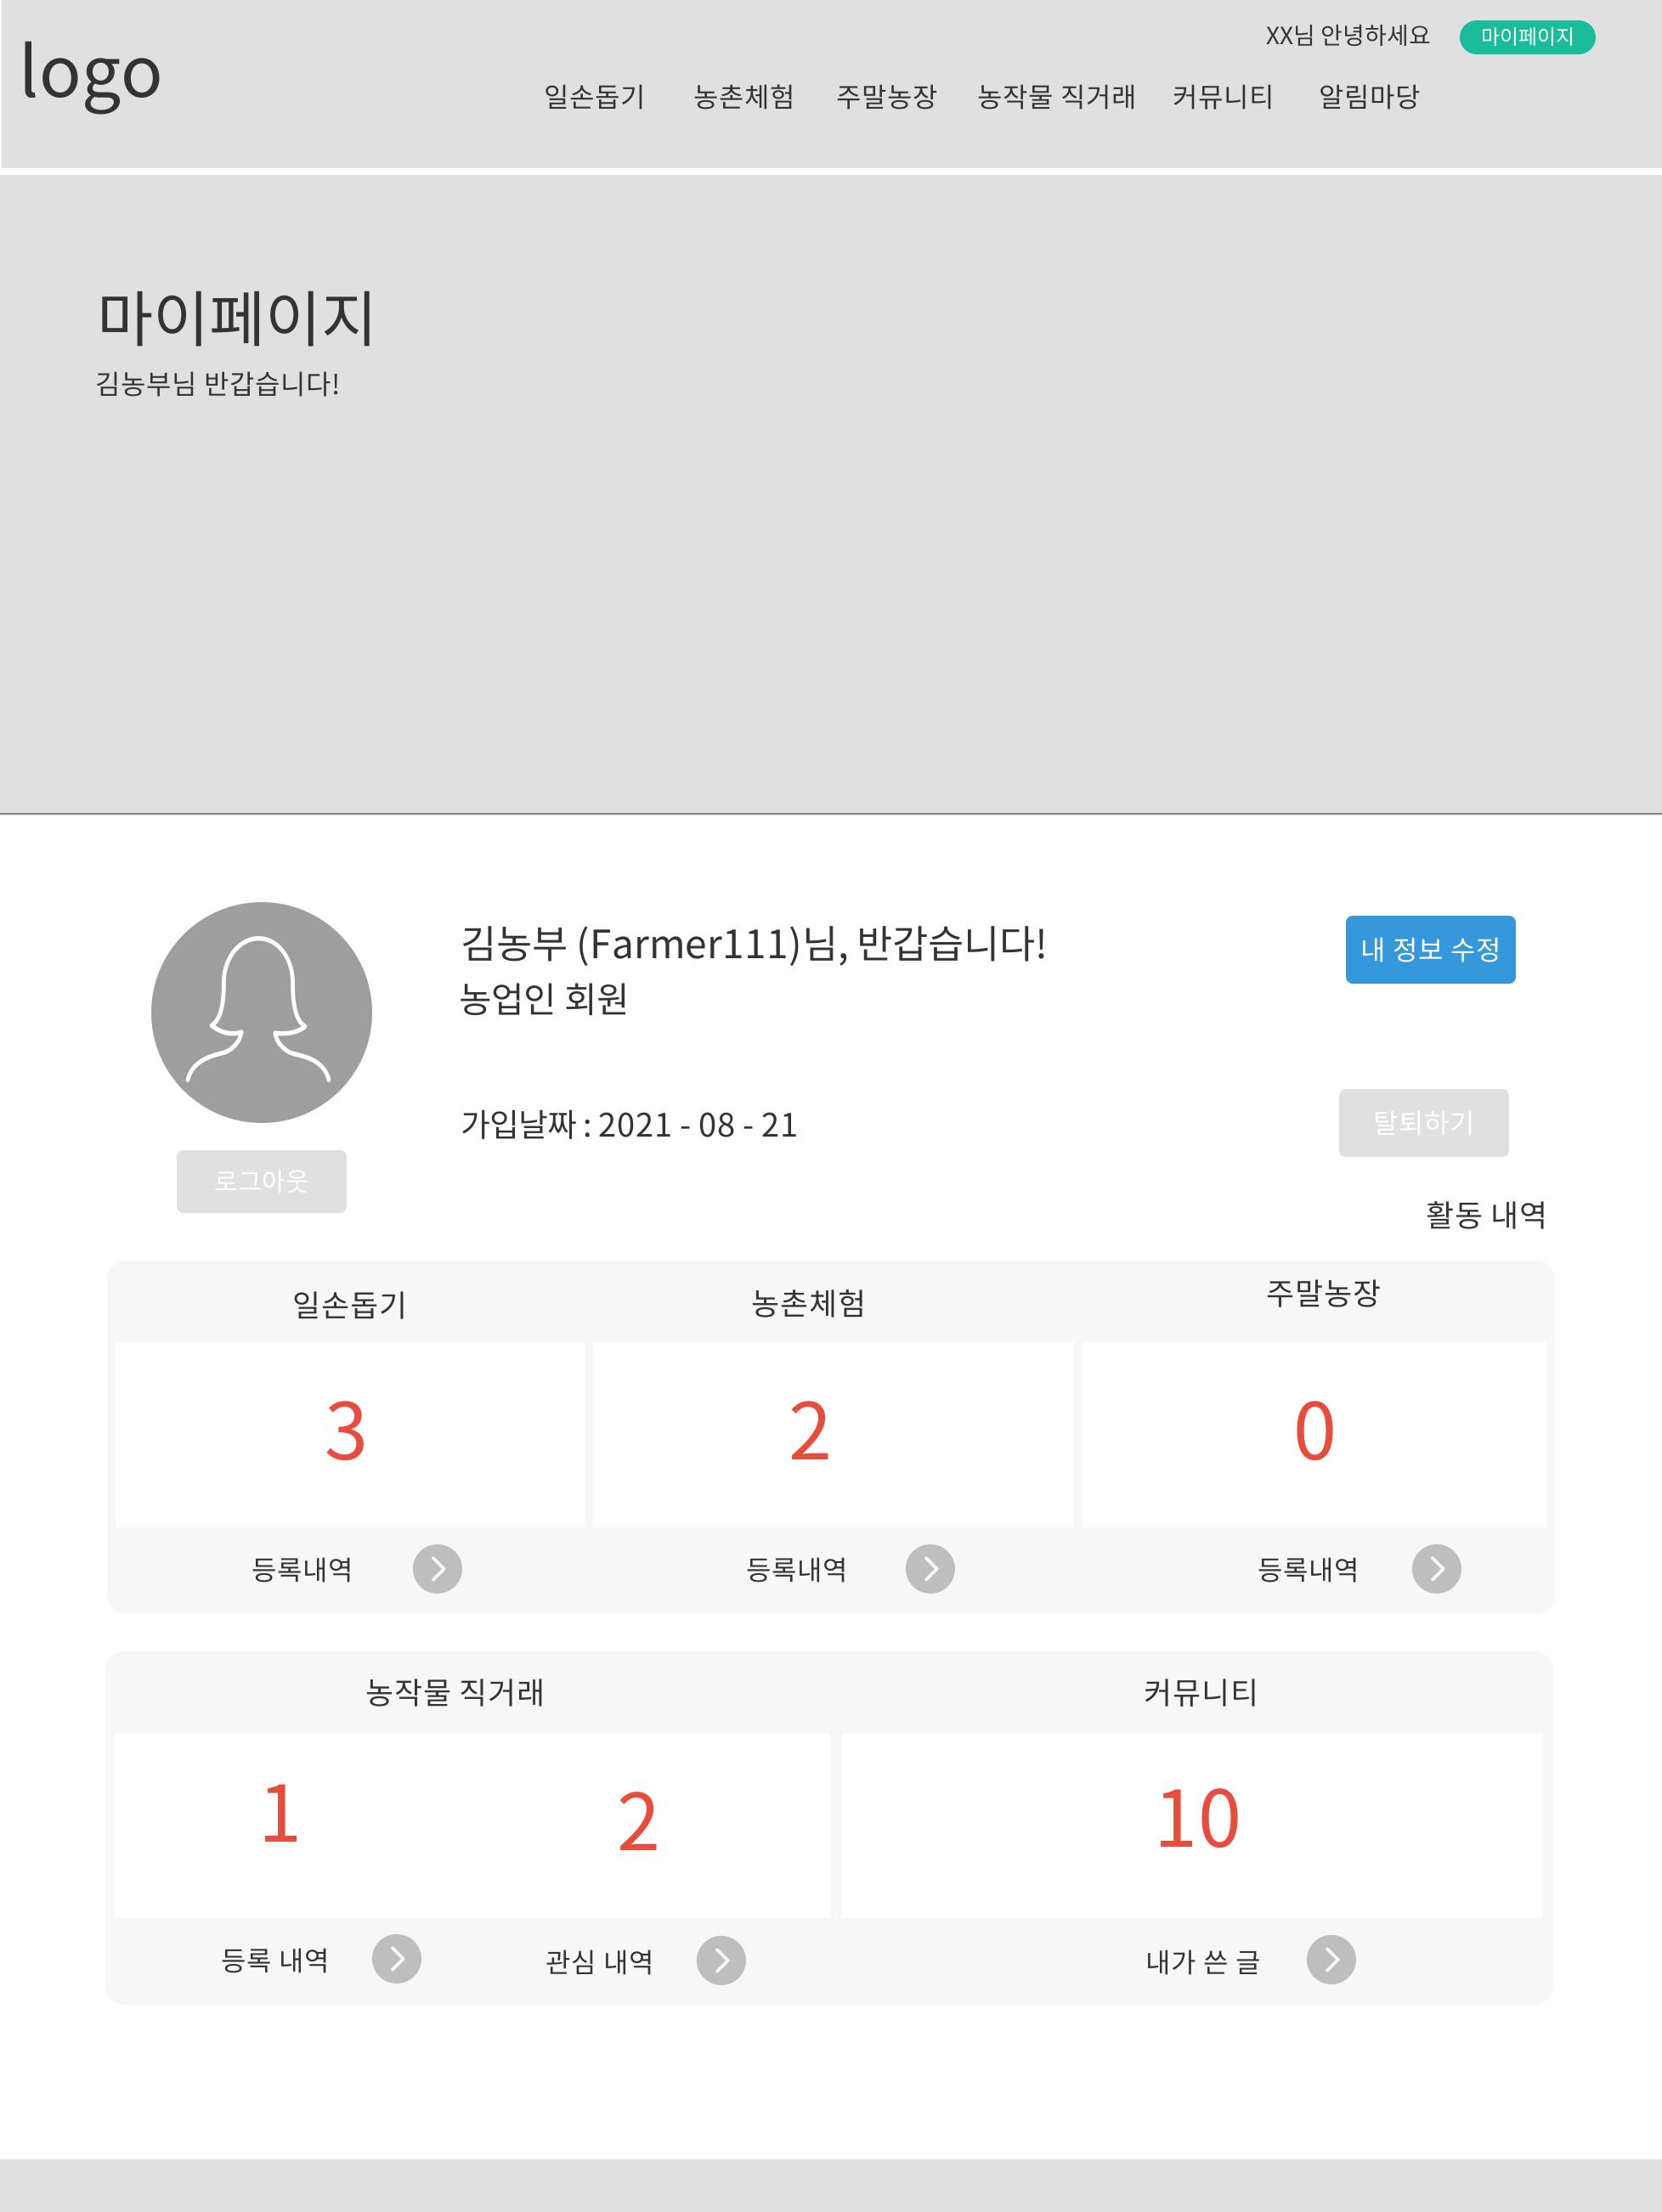 logo
XX님 안녕하세요
마이페이지
일손돕기 농촌체험 주말농장 농작물 직거래 커뮤니티 알림마당
마이페이지
김농부님 반갑습니다!
김농부 (Farmer111)님, 반갑습니다!
농업인 회원
내 정보 수정
가입날짜 : 2021 - 08 - 21
탈퇴하기
로그아웃
활동 내역
일손돕기 농촌체험 주말농장
3 2 0
등록내역 등록내역 등록내역
농작물 직거래 커뮤니티
1 2 10
등록 내역 관심 내역 내가 쓴 글